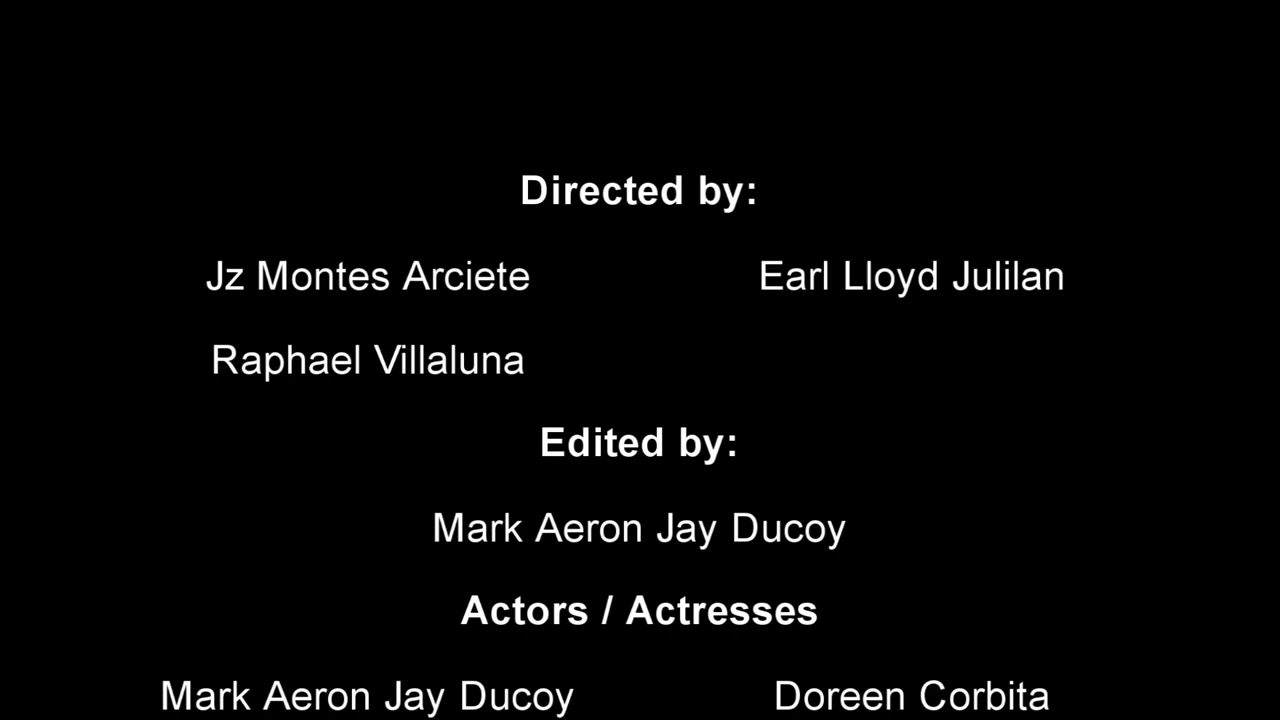 Directed by:
Jz Montes Arciete Earl Lloyd Julilan
Raphael Villaluna
Edited by:
Mark Aeron Jay Ducoy
Actors / Actresses
Mark Aeron Jay Ducoy Doreen Corbita